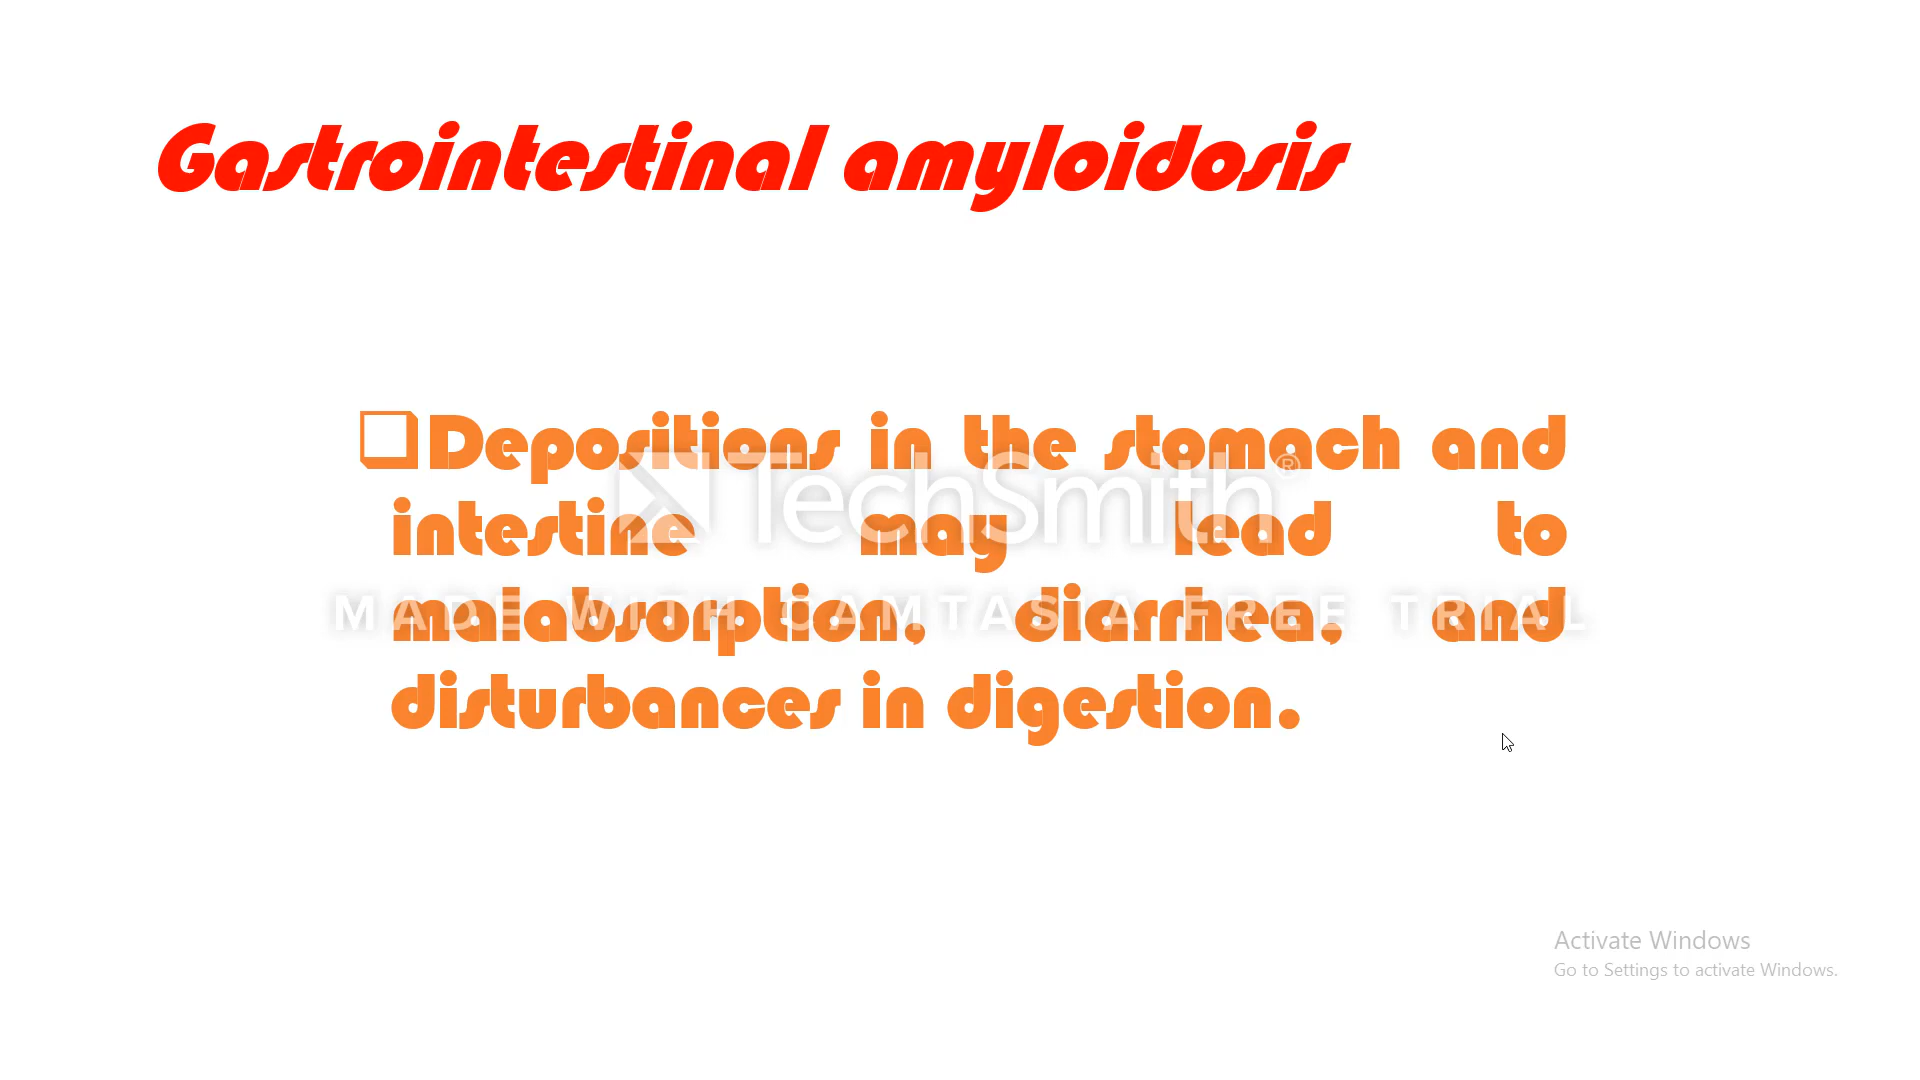 Gastrointestinal amyloidosis
❑Depositions in the stomach and
intestine may lead to
malabsorption, diarrhea, and
disturbances in digestion.
TechSmith®
MADE WITH CAMTASIA FREE TRIAL
Activate Windows
Go to Settings to activate Windows.